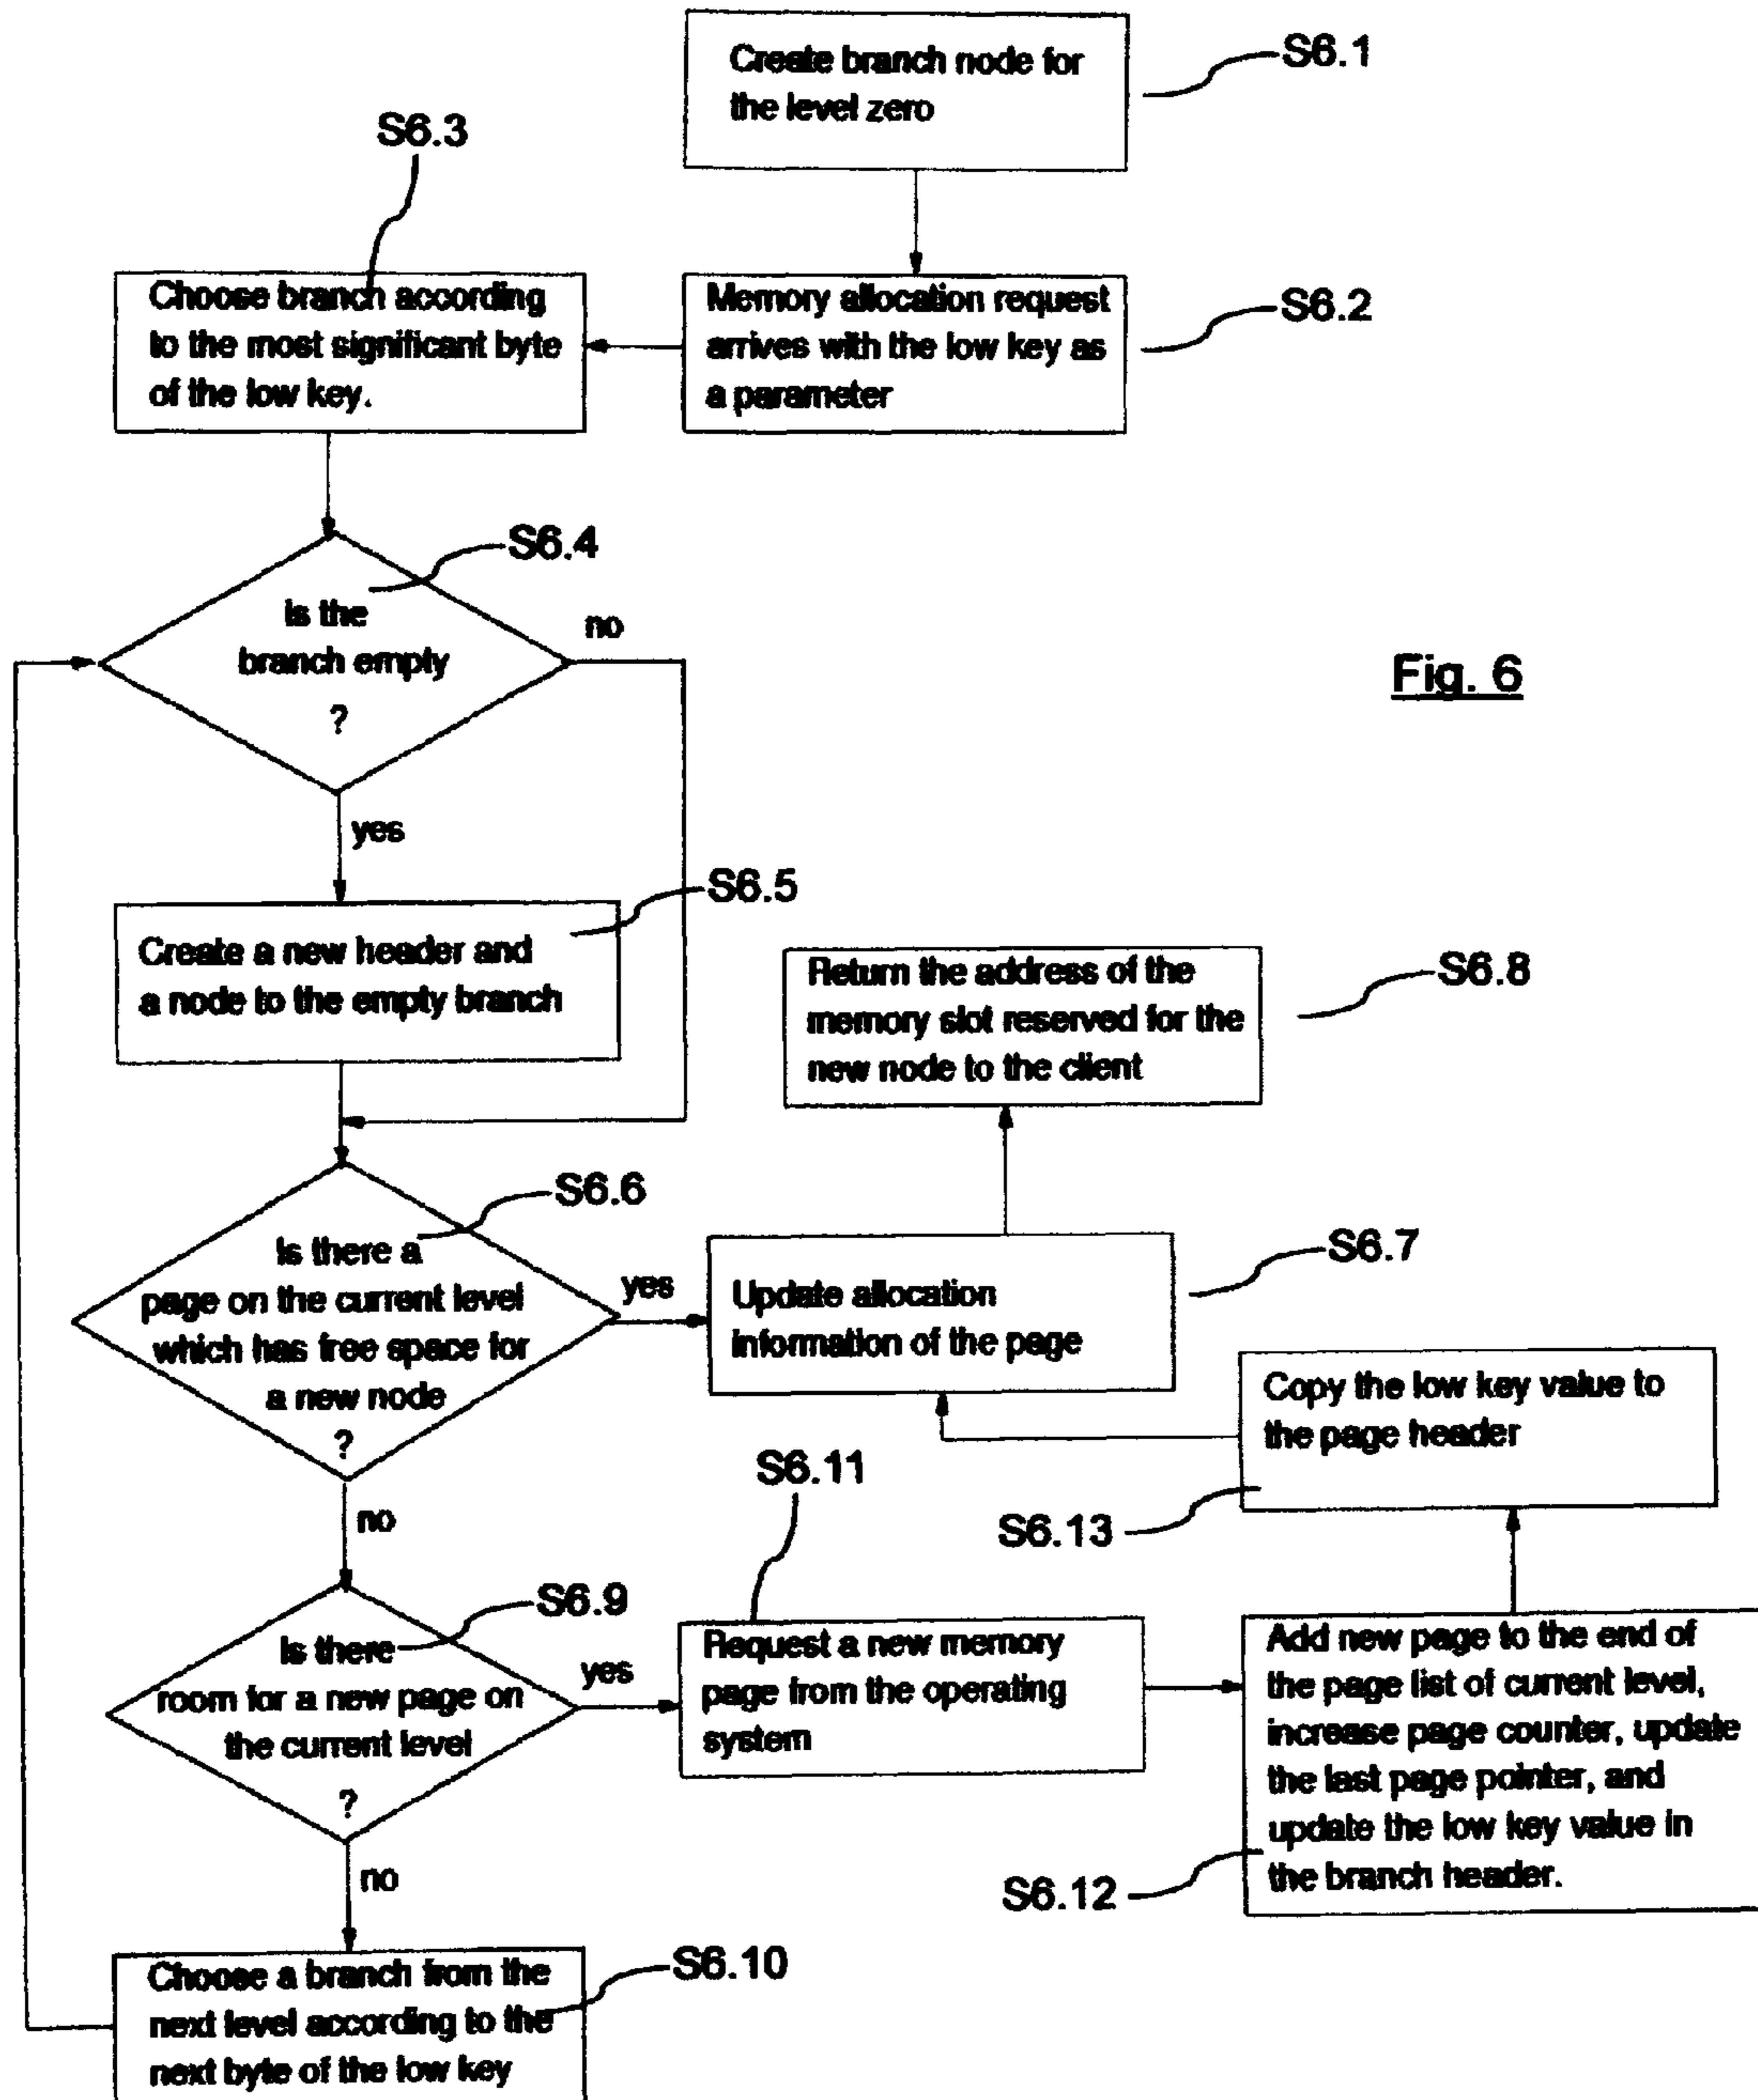 Create branch node for
the level zero
S6.1
S6.3
Choose branch according
to the most significant byte
of the low key.
Memory allocation request
arrives with the low key as
a parameter
S6.2
S6.4
Is the
branch empty
?
no
Fig. 6
yes
S6.5
Create a new header and
a node to the empty branch
Return the address of the
memory slot reserved for the
new node to the client
S6.8
S6.6
Is there a
page on the current level
which has free space for
a new node
?
yes
Update allocation
information of the page
S6.7
Copy the low key value to
the page header
S6.13
no
S6.11
S6.9
Is there
room for a new page on
the current level
?
yes
Request a new memory
page from the operating
system
Add new page to the end of
the page list of current level,
increase page counter, update
the last page pointer, and
update the low key value in
the branch header.
S6.12
no
Choose a branch from the
next level according to the
next byte of the low key
S6.10